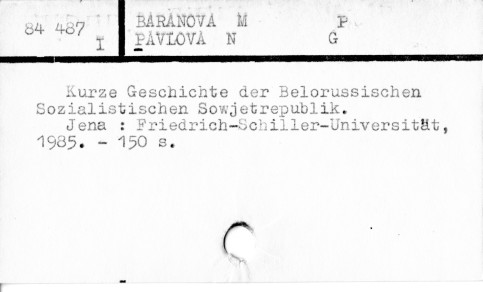 84 487 BARANOVA M P
I PAVLOVA N G
Kurze Geschichte der Belorussischen
Sozialistischen Sowjetrepublik.
Jena : Friedrich-Schiller-Universität,
1985. - 150 s.